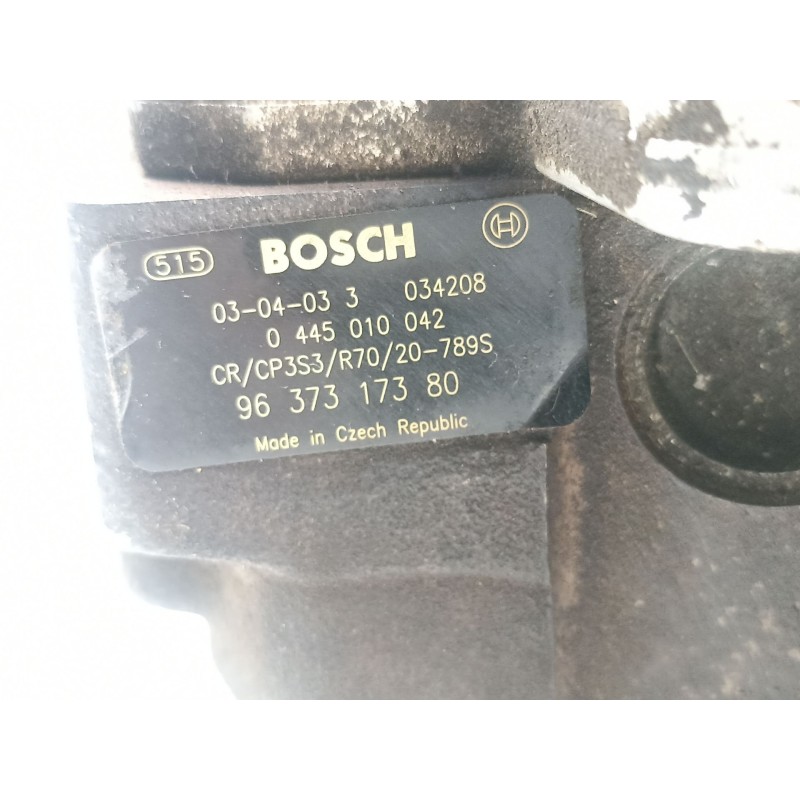 515 BOSCH
03-04-03 3 034208
0 445 010 042
CR/CP3S3/R70/20-789S
96 373 173 80
Made in Czech Republic